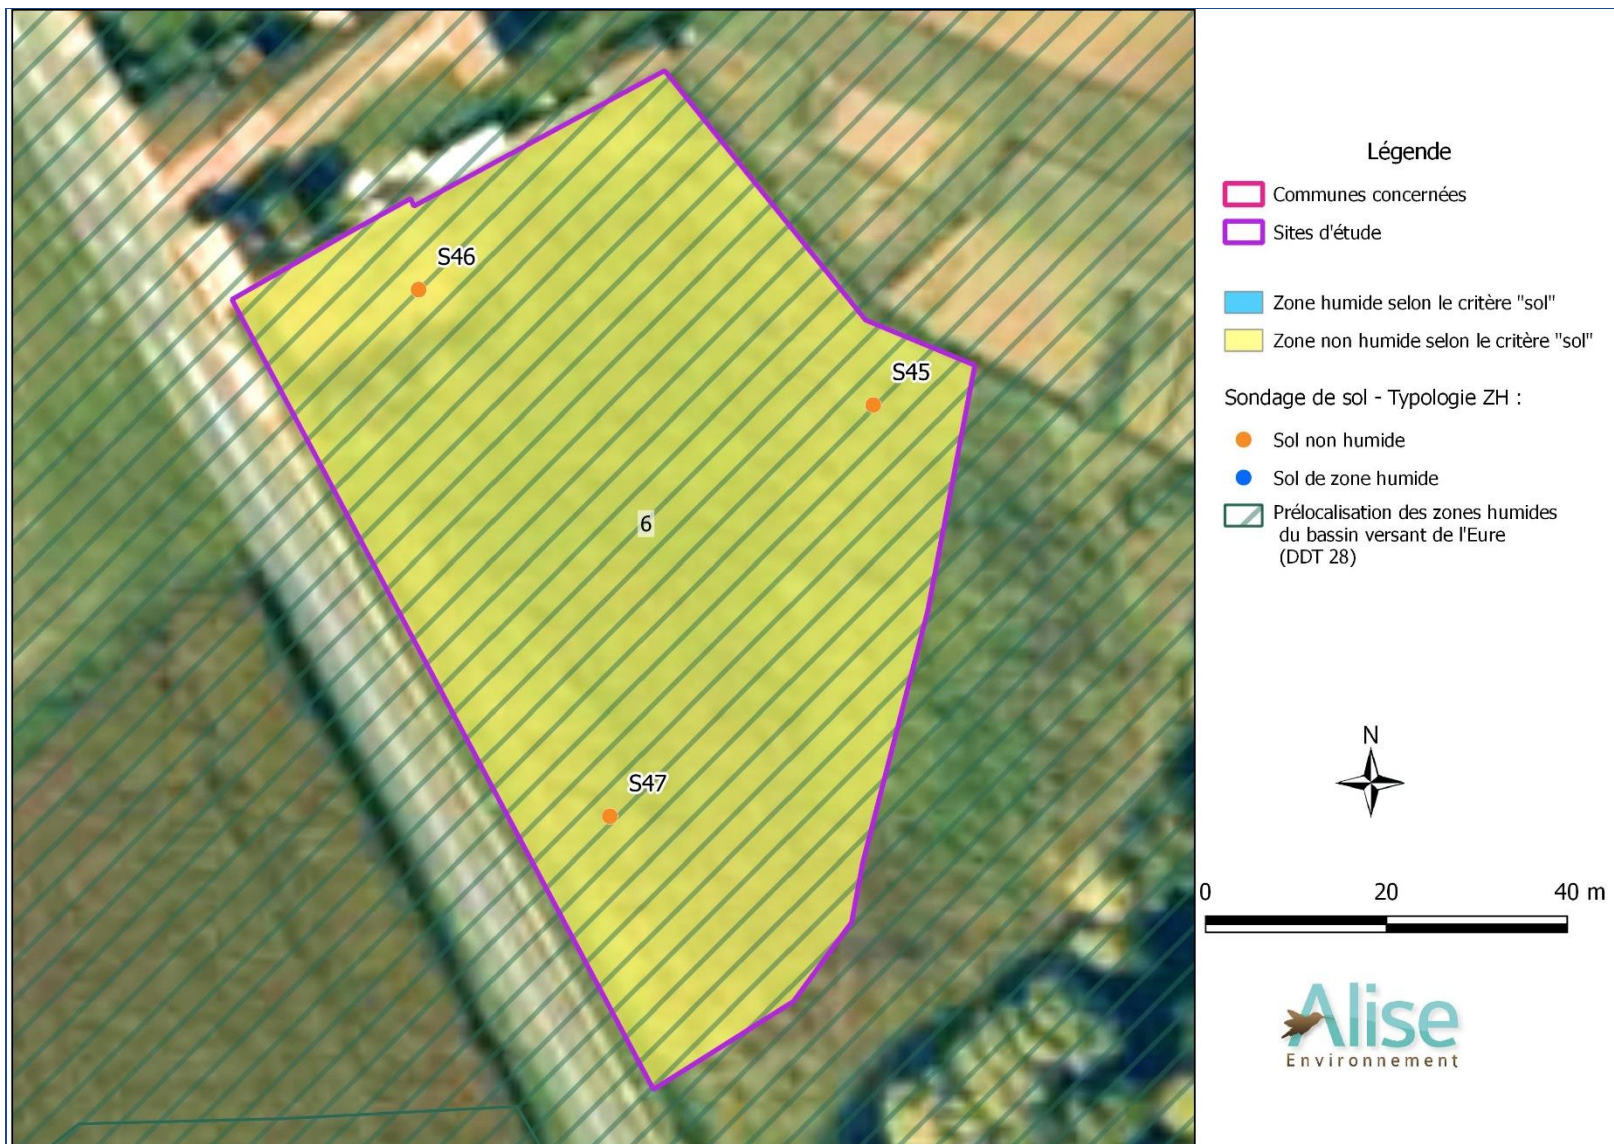 S46
S45
6
S47
Légende
Communes concernées
Sites d'étude
Zone humide selon le critère "sol"
Zone non humide selon le critère "sol"
Sondage de sol - Typologie ZH :
Sol non humide
Sol de zone humide
Prélocalisation des zones humides
du bassin versant de l'Eure
(DDT 28)
N
0 20 40 m
Alise
Environnement